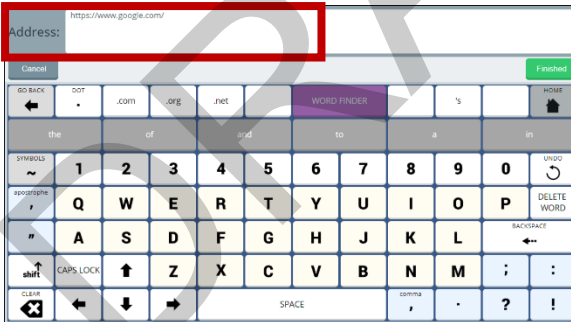 https://www.google.com/
Address:
Cancel Finished
GO BACK DOT . .com .org .net WORD FINDER 's HOME
the of and to a in
SYMBOLS ~ 1 2 3 4 5 6 7 8 9 0 UNDO
apostrophe , Q W E R T Y U I O P DELETE WORD
" A S D F G H J K L BACKSPACE
shift CAPS LOCK Z X C V B N M ; :
CLEAR SPACE comma , . ? !
DRA